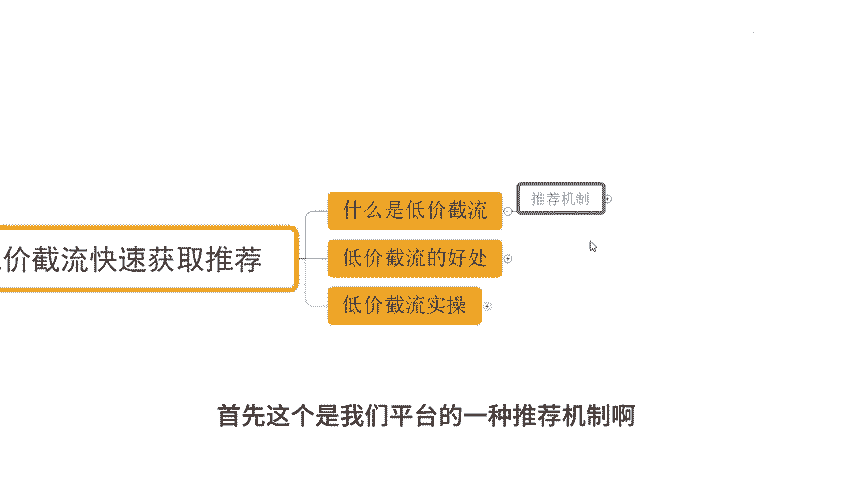 什么是低价截流
推荐机制
价截流快速获取推荐
低价截流的好处
低价截流实操
首先这个是我们平台的一种推荐机制啊